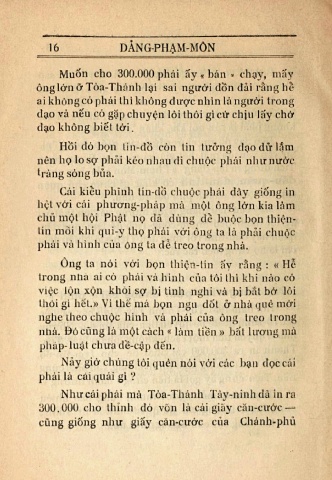 16 DẢNG-PHẠM-MÔN
Muốn cho 300.000 phái ấy « bán » chạy, mấy
ông lớn ở Tòa-Thánh lại sai người đồn đãi rằng hề
ai không có phái thì không được nhìn là người trong
đạo và nếu có gặp chuyện lôi thôi gì cứ chịu lấy chớ
đạo không biết tới.
Hồi đó bọn tín-đồ còn tin tưởng đạo dữ lắm
nên họ lo sợ phải kéo nhau đi chuộc phái như nước
tràng sóng bủa.
Cái kiều phỉnh tín-đồ chuộc phái đây giống in
hệt với cái phương-pháp mà một ông lớn kia làm
chủ một hội Phật nọ đã dùng để buộc bọn thiện-
tín mỗi khi qui-y thọ phái với ông ta là phải chuộc
phái và hình của ông ta để treo trong nhà.
Ông ta nói với bọn thiện-tín ấy rằng : « Hễ
trong nhà ai có phái và hình của tôi thì khi nào có
việc lộn xộn khỏi sợ bị tình nghi và bị bắt bớ lôi
thôi gì hết.» Vì thế mà bọn ngu dốt ở nhà quê mới
nghe theo chuộc hình và phái của ông treo trong
nhà. Đó cũng là một cách « làm tiền » bất lương mà
pháp-luật chưa đề-cập đến.
Nảy giờ chúng tôi quên nói với các bạn đọc cái
phái là cái quái gì ?
Như cái phái mà Tòa-Thánh Tây-ninh đã in ra
300.000 cho thỉnh đó vốn là cái giấy căn-cước —
cũng giống như giấy căn-cước của Chánh-phủ